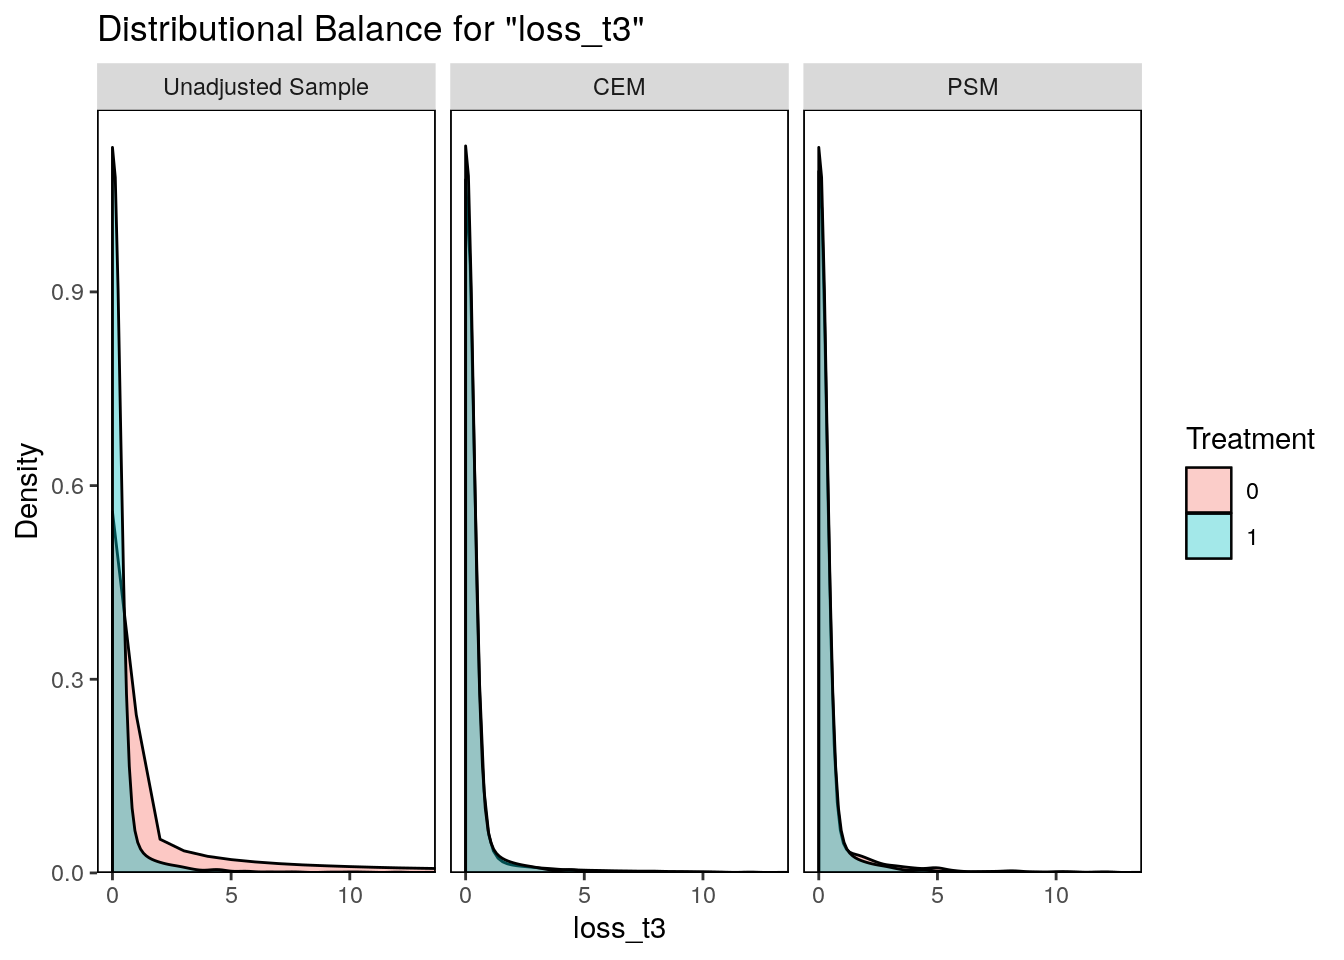 Distributional Balance for "loss_t3"
Unadjusted Sample
CEM
PSM
Density
0.9
0.6
0.3
0.0
0 5 10
0 5 10
0 5 10
loss_t3
Treatment
0
1